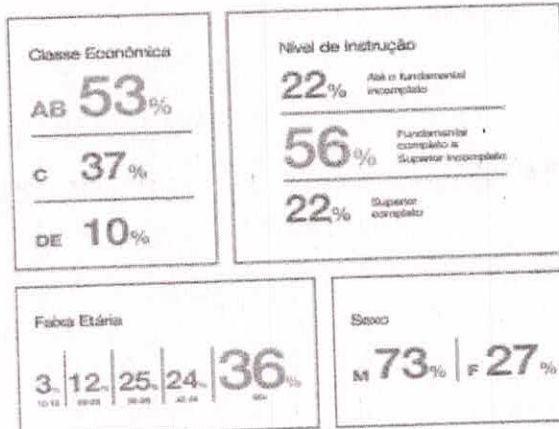 Classe Econômica
AB 53%
C 37%
DE 10%
Nível de Instrução
22% Até o fundamental
incompleto
56% Fundamental
completo a
Superior incompleto
22% Superior
completo
Faixa Etária
3% 12% 25% 24% 36%
Sexo
M 73% F 27%